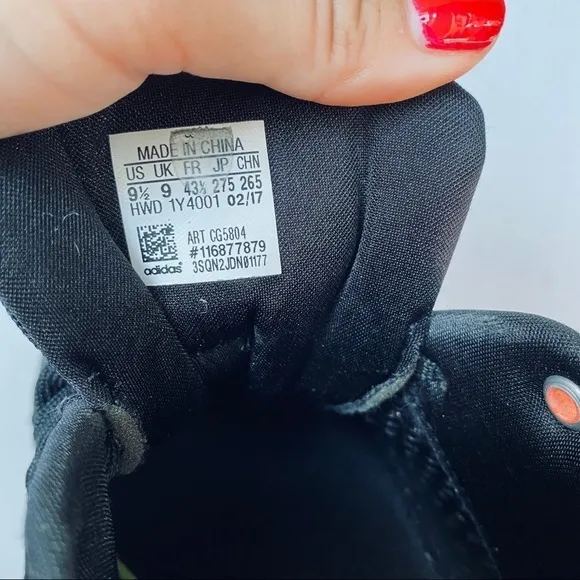 MADE IN CHINA
US UK FR JP CHN
9½ 9 43⅓ 275 265
HWD 1Y4001 02/17
ART CG5804
#116877879
adidas 3SQN2JDN01177